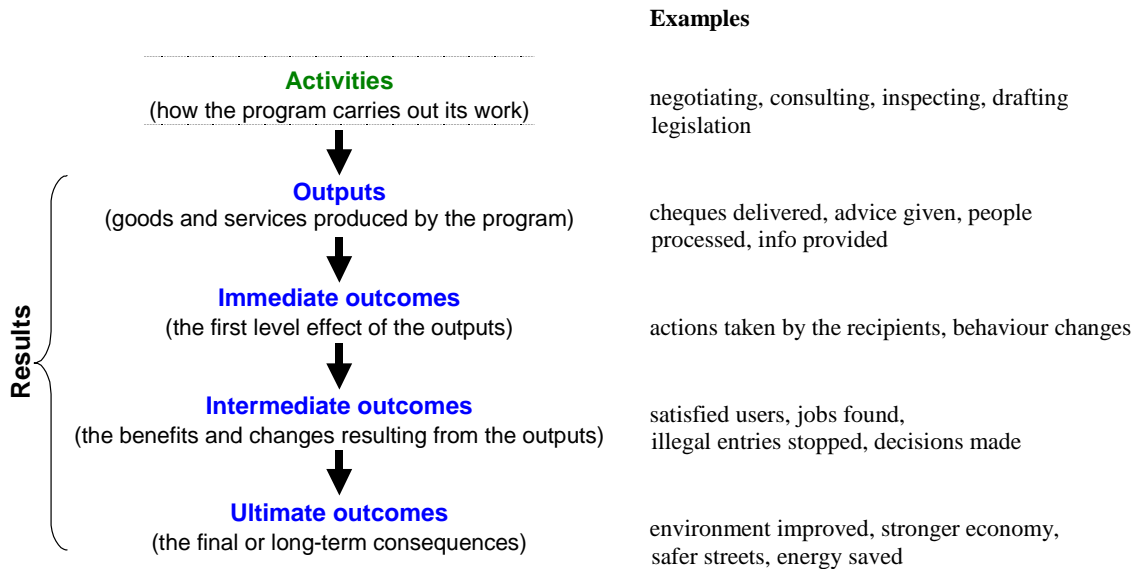 Examples
Activities
(how the program carries out its work)
negotiating, consulting, inspecting, drafting
legislation
Results
Outputs
(goods and services produced by the program)
cheques delivered, advice given, people
processed, info provided
Immediate outcomes
(the first level effect of the outputs)
actions taken by the recipients, behaviour changes
Intermediate outcomes
(the benefits and changes resulting from the outputs)
satisfied users, jobs found,
illegal entries stopped, decisions made
Ultimate outcomes
(the final or long-term consequences)
environment improved, stronger economy,
safer streets, energy saved